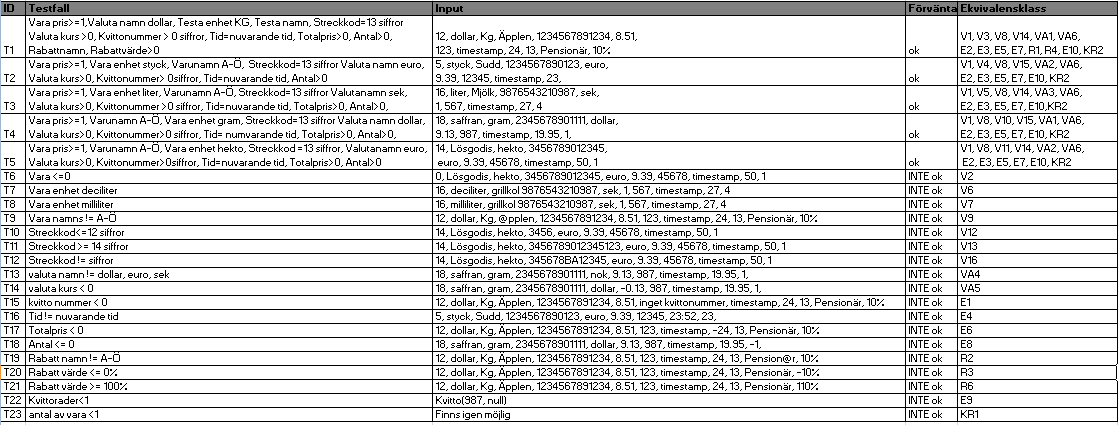 ID Testfall Input Förvänta Ekvivalensklass
Vara pris>=1,Valuta namn dollar, Testa enhet KG, Testa namn, Streckkod=13 siffror
Valuta kurs >0, Kvittonummer > 0 siffror, Tid=nuvarande tid, Totalpris>0, Antal>0, 12, dollar, Kg, Äpplen, 1234567891234, 8.51, V1, V3, V8, V14, VA1, VA6,
T1 Rabattnamn, Rabattvärde>0 123, timestamp, 24, 13, Pensionär, 10% ok E2, E3, E5, E7, R1, R4, E10, KR2
Vara pris>=1, Vara enhet styck, Varunamn A-Ö, Streckkod=13 siffror Valuta namn euro, 5, styck, Sudd, 1234567890123, euro, V1, V4, V8, V15, VA2, VA6,
T2 Valuta kurs>0, Kvittonummer> 0siffror, Tid=nuvarande tid, Antal>0 9.39, 12345, timestamp, 23, ok E2, E3, E5, E7, E10, KR2
Vara pris>=1, Vara enhet liter, Varunamn A-Ö, Streckkod=13 siffror Valutanamn sek, 16, liter, Mjölk, 9876543210987, sek, V1, V5, V8, V14, VA3, VA6,
T3 Valuta kurs>0, Kvittonummer >0 siffror, Tid=nuvarande tid, Totalpris>0, Antal>0, 1, 567, timestamp, 27, 4 ok E2, E3, E5, E7, E10,KR2
Vara pris>=1, Varunamn A-Ö, Vara enhet gram, Streckkod=13 siffror Valuta namn dollar, 18, saffran, gram, 2345678901111, dollar, V1, V8, V10, V15, VA1, VA6,
T4 Valuta kurs>0, Kvittonummer>0 siffror, Tid= numvarande tid, Totalpris>0, Antal>0, 9.13, 987, timestamp, 19.95, 1, ok E2, E3, E5, E7, E10, KR2
Vara pris>=1, Varunamn A-Ö, Vara enhet hekto, Streckkod =13 siffror, Valutanamn euro, 14, Lösgodis, hekto, 3456789012345, V1, V8, V11, V14, VA2, VA6,
T5 Valuta kurs>0, Kvittonummer>0siffror, Tid=nuvarande tid, Totalpris>0, Antal>0 euro, 9.39, 45678, timestamp, 50, 1 ok E2, E3, E5, E7, E10, KR2
T6 Vara <=0 0, Lösgodis, hekto, 3456789012345, euro, 9.39, 45678, timestamp, 50, 1 INTE ok V2
T7 Vara enhet deciliter 16, deciliter, grillkol 9876543210987, sek, 1, 567, timestamp, 27, 4 INTE ok V6
T8 Vara enhet milliliter 16, milliliter, grillkol 9876543210987, sek, 1, 567, timestamp, 27, 4 INTE ok V7
T9 Vara namns != A-Ö 12, dollar, Kg, @pplen, 1234567891234, 8.51, 123, timestamp, 24, 13, Pensionär, 10% INTE ok V9
T10 Streckkod<=12 siffror 14, Lösgodis, hekto, 3456, euro, 9.39, 45678, timestamp, 50, 1 INTE ok V12
T11 Streckkod >= 14 siffror 14, Lösgodis, hekto, 3456789012345123, euro, 9.39, 45678, timestamp, 50, 1 INTE ok V13
T12 Streckkod != siffror 14, Lösgodis, hekto, 345678BA12345, euro, 9.39, 45678, timestamp, 50, 1 INTE ok V16
T13 valuta namn != dollar, euro, sek 18, saffran, gram, 2345678901111, nok, 9.13, 987, timestamp, 19.95, 1, INTE ok VA4
T14 valuta kurs < 0 18, saffran, gram, 2345678901111, dollar, -0.13, 987, timestamp, 19.95, 1, INTE ok VA5
T15 kvitto nummer < 0 12, dollar, Kg, Äpplen, 1234567891234, 8.51, inget kvittonummer, timestamp, 24, 13, Pensionär, 10% INTE ok E1
T16 Tid != nuvarande tid 5, styck, Sudd, 1234567890123, euro, 9.39, 12345, 23:52, 23, INTE ok E4
T17 Totalpris < 0 12, dollar, Kg, Äpplen, 1234567891234, 8.51, 123, timestamp, -24, 13, Pensionär, 10% INTE ok E6
T18 Antal <= 0 18, saffran, gram, 2345678901111, dollar, 9.13, 987, timestamp, 19.95, -1, INTE ok E8
T19 Rabatt namn != A-Ö 12, dollar, Kg, Äpplen, 1234567891234, 8.51, 123, timestamp, 24, 13, Pension@r, 10% INTE ok R2
T20 Rabatt värde <= 0% 12, dollar, Kg, Äpplen, 1234567891234, 8.51, 123, timestamp, 24, 13, Pensionär, -10% INTE ok R3
T21 Rabatt värde >= 100% 12, dollar, Kg, Äpplen, 1234567891234, 8.51, 123, timestamp, 24, 13, Pensionär, 110% INTE ok R6
T22 Kvittorader<1 Kvitto(987, null) INTE ok E9
T23 antal av vara <1 Finns igen möjlig INTE ok KR1